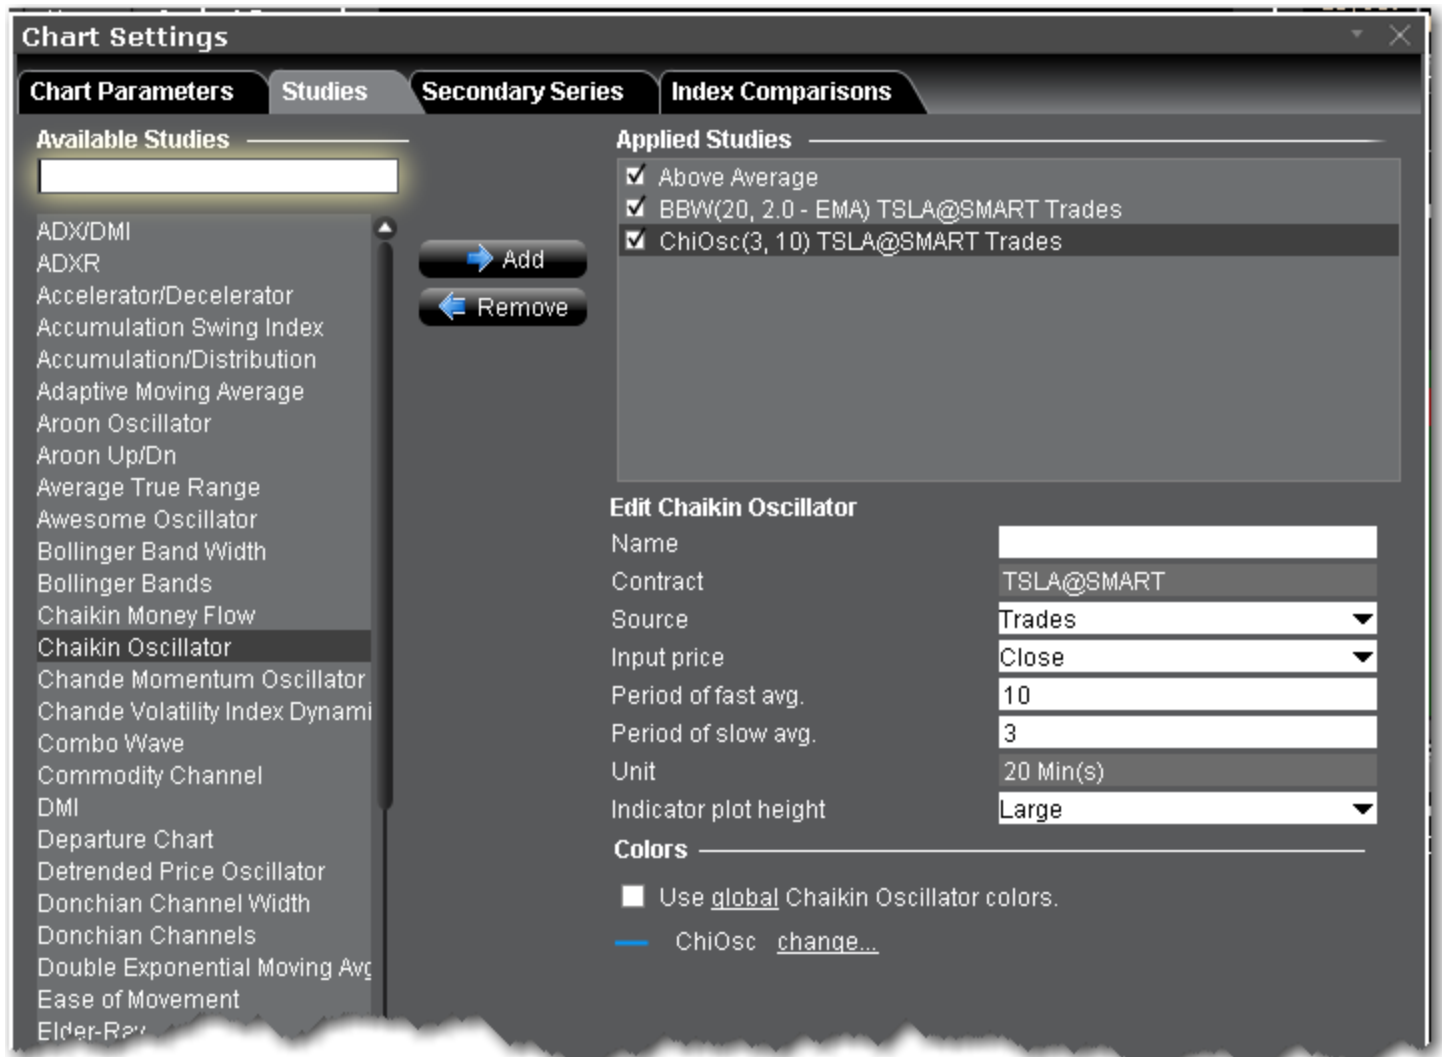 Chart Settings
Chart Parameters
Studies
Secondary Series
Index Comparisons
Available Studies
ADX/DMI
ADXR
Accelerator/Decelerator
Accumulation Swing Index
Accumulation/Distribution
Adaptive Moving Average
Aroon Oscillator
Aroon Up/Dn
Average True Range
Awesome Oscillator
Bollinger Band Width
Bollinger Bands
Chaikin Money Flow
Chaikin Oscillator
Chande Momentum Oscillator
Chande Volatility Index Dynami
Combo Wave
Commodity Channel
DMI
Departure Chart
Detrended Price Oscillator
Donchian Channel Width
Donchian Channels
Double Exponential Moving Avg
Ease of Movement
Elder-Ray
Add
Remove
Applied Studies
Above Average
BBW(20, 2.0 - EMA) TSLA@SMART Trades
ChiOsc(3, 10) TSLA@SMART Trades
Edit Chaikin Oscillator
Name
Contract TSLA@SMART
Source Trades
Input price Close
Period of fast avg. 10
Period of slow avg. 3
Unit 20 Min(s)
Indicator plot height Large
Colors
Use global Chaikin Oscillator colors.
ChiOsc change...